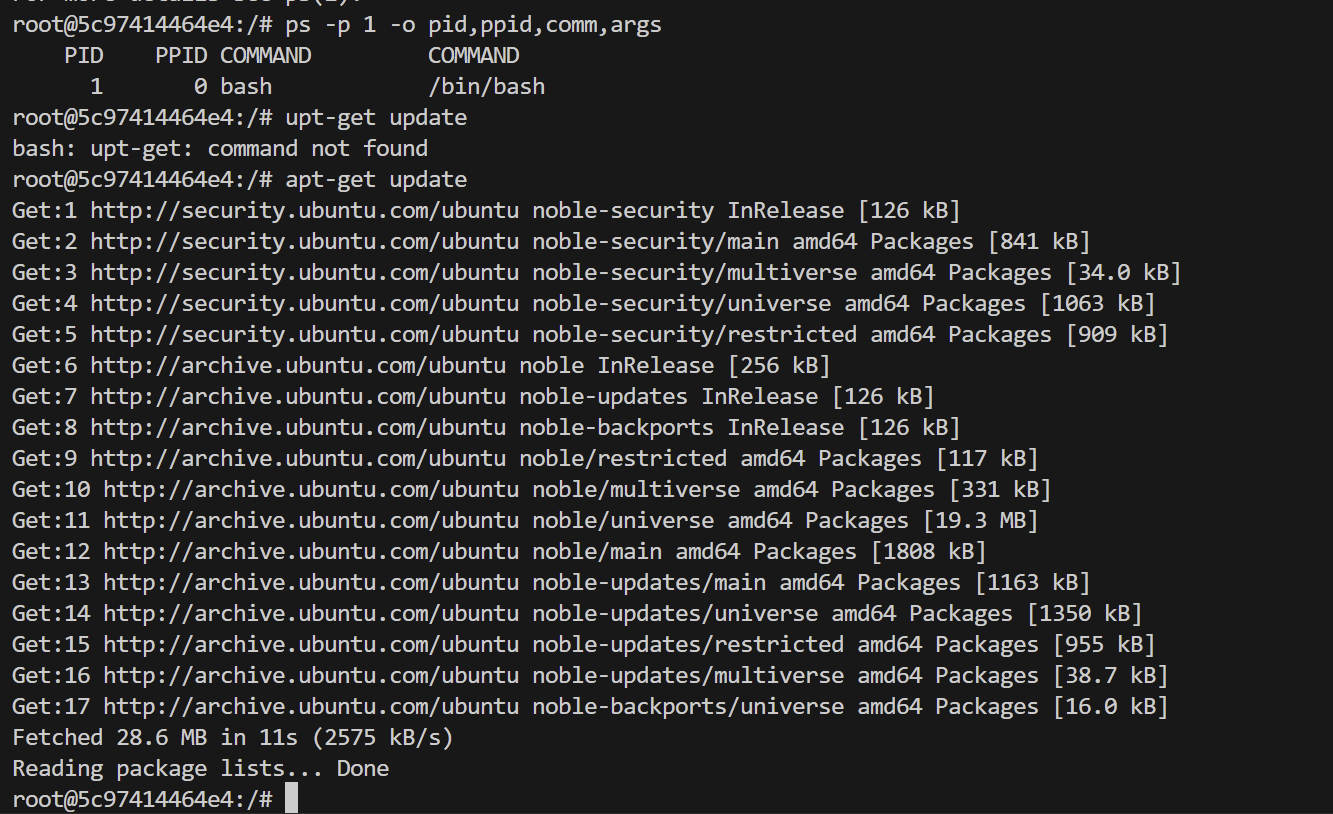 For more details see ps(1).
root@5c97414464e4:/# ps -p 1 -o pid,ppid,comm,args
    PID    PPID COMMAND         COMMAND
      1       0 bash            /bin/bash
root@5c97414464e4:/# upt-get update
bash: upt-get: command not found
root@5c97414464e4:/# apt-get update
Get:1 http://security.ubuntu.com/ubuntu noble-security InRelease [126 kB]
Get:2 http://security.ubuntu.com/ubuntu noble-security/main amd64 Packages [841 kB]
Get:3 http://security.ubuntu.com/ubuntu noble-security/multiverse amd64 Packages [34.0 kB]
Get:4 http://security.ubuntu.com/ubuntu noble-security/universe amd64 Packages [1063 kB]
Get:5 http://security.ubuntu.com/ubuntu noble-security/restricted amd64 Packages [909 kB]
Get:6 http://archive.ubuntu.com/ubuntu noble InRelease [256 kB]
Get:7 http://archive.ubuntu.com/ubuntu noble-updates InRelease [126 kB]
Get:8 http://archive.ubuntu.com/ubuntu noble-backports InRelease [126 kB]
Get:9 http://archive.ubuntu.com/ubuntu noble/restricted amd64 Packages [117 kB]
Get:10 http://archive.ubuntu.com/ubuntu noble/multiverse amd64 Packages [331 kB]
Get:11 http://archive.ubuntu.com/ubuntu noble/universe amd64 Packages [19.3 MB]
Get:12 http://archive.ubuntu.com/ubuntu noble/main amd64 Packages [1808 kB]
Get:13 http://archive.ubuntu.com/ubuntu noble-updates/main amd64 Packages [1163 kB]
Get:14 http://archive.ubuntu.com/ubuntu noble-updates/universe amd64 Packages [1350 kB]
Get:15 http://archive.ubuntu.com/ubuntu noble-updates/restricted amd64 Packages [955 kB]
Get:16 http://archive.ubuntu.com/ubuntu noble-updates/multiverse amd64 Packages [38.7 kB]
Get:17 http://archive.ubuntu.com/ubuntu noble-backports/universe amd64 Packages [16.0 kB]
Fetched 28.6 MB in 11s (2575 kB/s)
Reading package lists... Done
root@5c97414464e4:/#